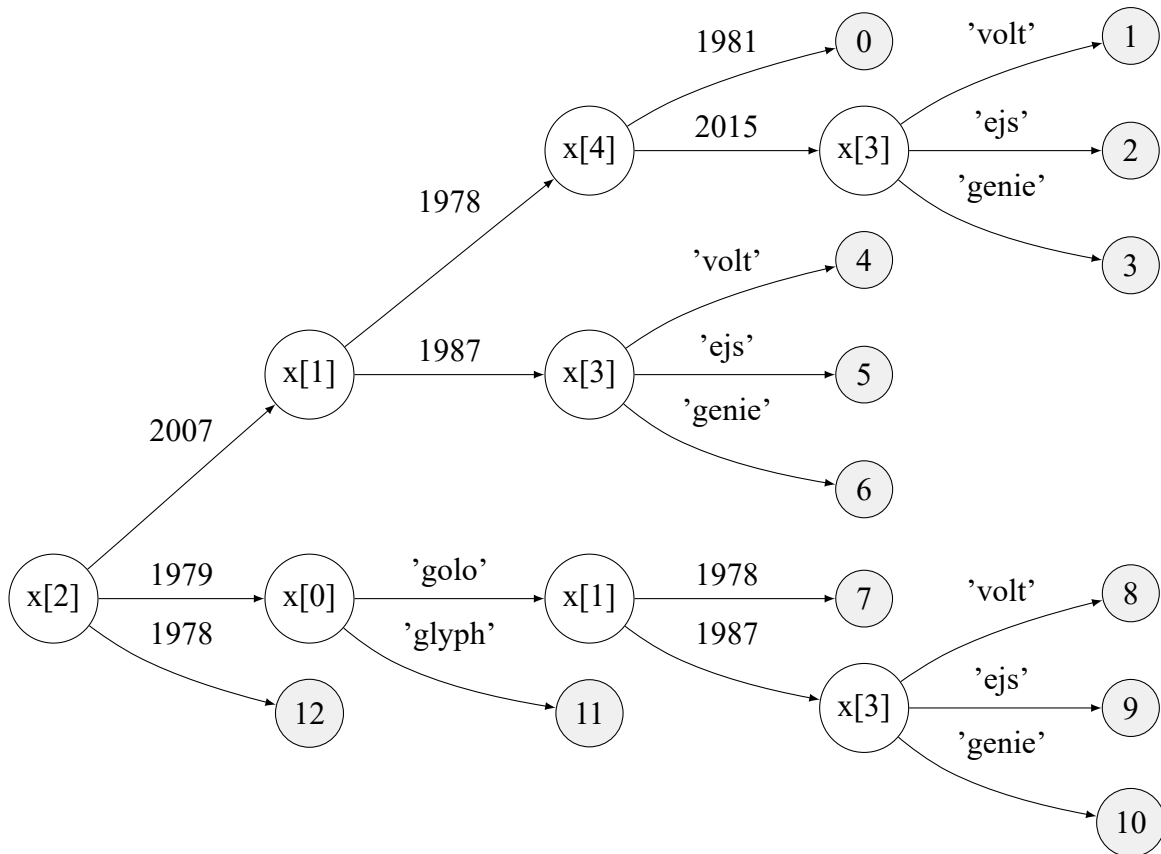 1981
0
’volt’
1
x[4]
2015
x[3]
’ejs’
2
’genie’
3
1978
’volt’
4
x[1]
1987
x[3]
’ejs’
5
’genie’
6
2007
x[2]
1979
x[0]
’golo’
x[1]
1978
7
’volt’
8
1978
12
’glyph’
11
1987
x[3]
’ejs’
9
’genie’
10